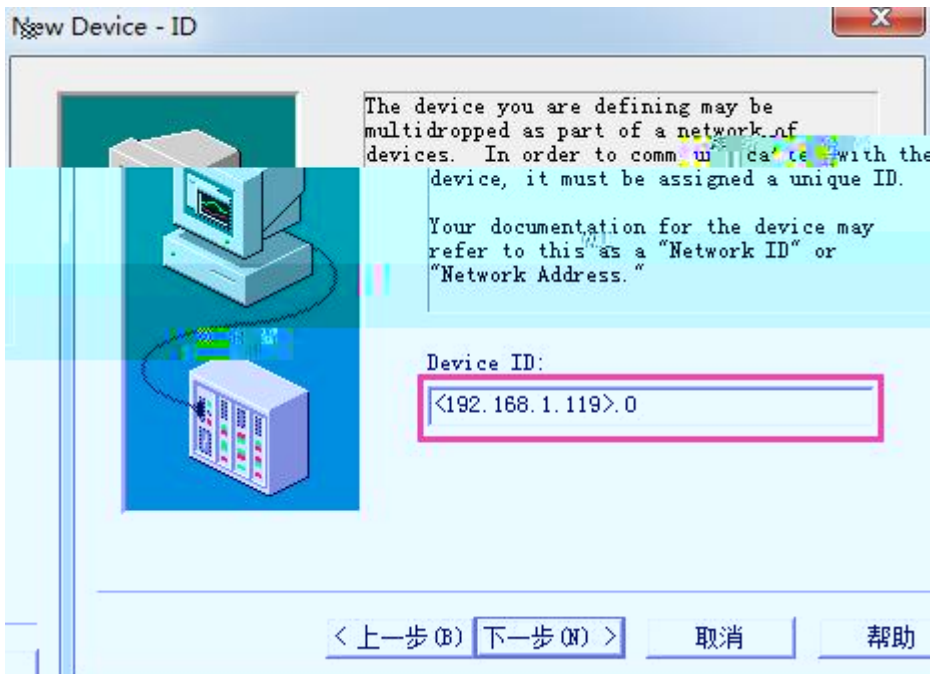 New Device - ID
The device you are defining may be
multidropped as part of a network of
devices. In order to communicate with the
device, it must be assigned a unique ID.
Your documentation for the device may
refer to this as a "Network ID" or
"Network Address."
Device ID:
<192.168.1.119>.0
< 上一步(B) 下一步(N) > 取消 帮助